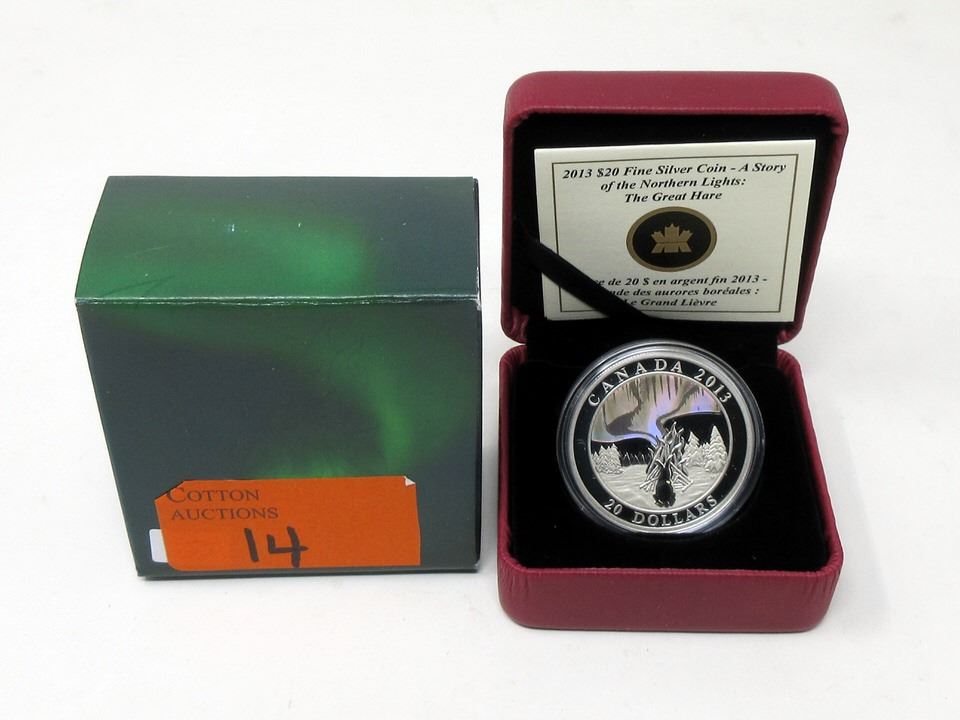 COTTON
AUCTIONS
14
2013 $20 Fine Silver Coin - A Story
of the Northern Lights:
The Great Hare
de 20 $ en argent fin 2013 -
des aurores boréales :
Le Grand Lièvre
CANADA 2013
20 DOLLARS